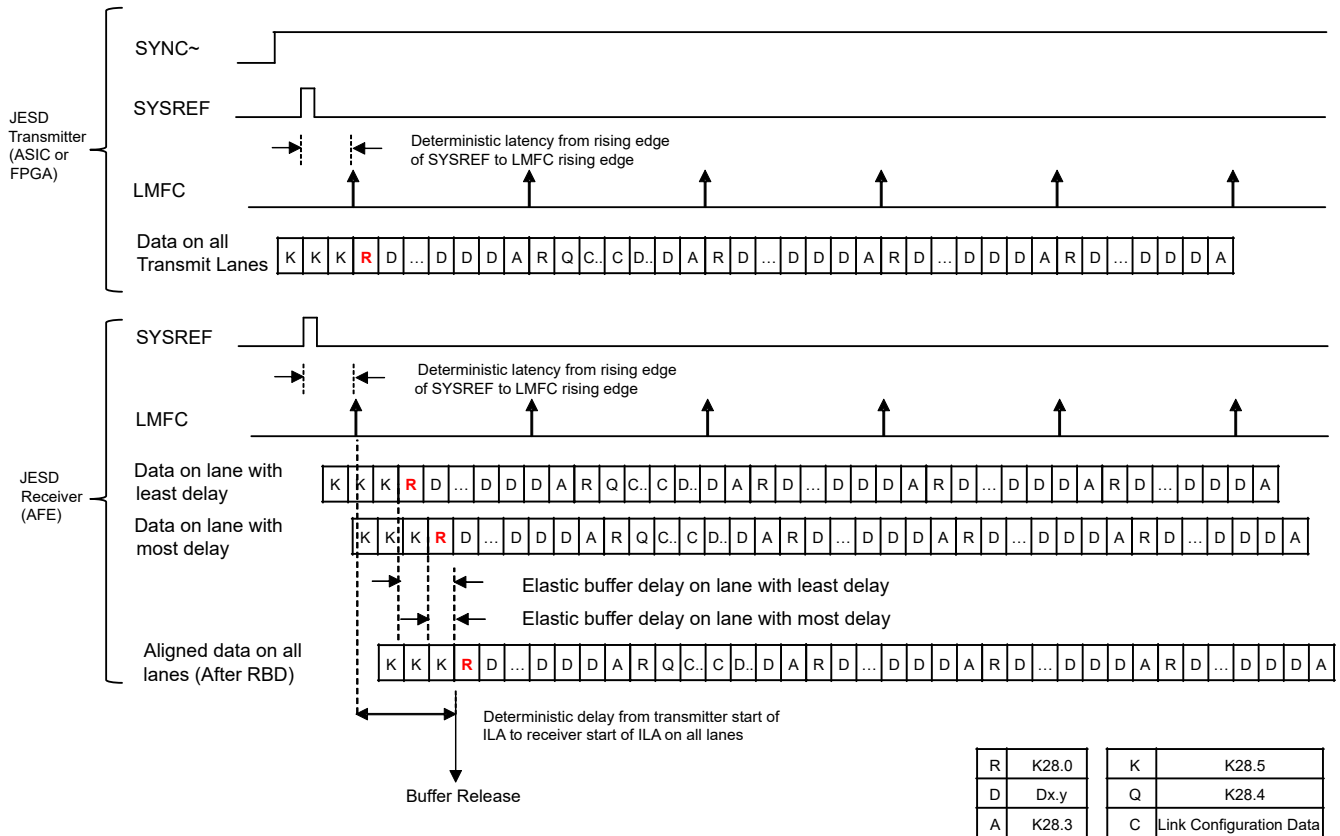 SYNC~
SYSREF
JESD
Transmitter
(ASIC or
FPGA)
Deterministic latency from rising edge
of SYSREF to LMFC rising edge
LMFC
Data on all
Transmit Lanes
K K K R D ... D D D A R Q C.. C D.. D A R D ... D D D A R D ... D D D A R D ... D D D A
SYSREF
Deterministic latency from rising edge
of SYSREF to LMFC rising edge
LMFC
JESD
Receiver
(AFE)
Data on lane with
least delay
K K K R D ... D D D A R Q C.. C D.. D A R D ... D D D A R D ... D D D A R D ... D D D A
Data on lane with
most delay
K K K R D ... D D D A R Q C.. C D.. D A R D ... D D D A R D ... D D D A R D ... D D D A
Elastic buffer delay on lane with least delay
Elastic buffer delay on lane with most delay
Aligned data on all
lanes (After RBD)
K K K R D ... D D D A R Q C.. C D.. D A R D ... D D D A R D ... D D D A R D ... D D D A
Deterministic delay from transmitter start of
ILA to receiver start of ILA on all lanes
Buffer Release
R K28.0 K K28.5
D Dx.y Q K28.4
A K28.3 C Link Configuration Data